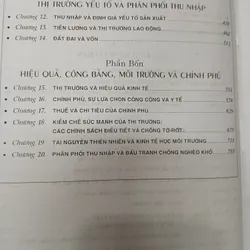 THỊ TRƯỜNG YẾU TỐ VÀ PHÂN PHỐI THU NHẬP
Chương 12. THU NHẬP VÀ ĐỊNH GIÁ YẾU TỐ SẢN XUẤT
Chương 13. TIỀN LƯƠNG VÀ THỊ TRƯỜNG LAO ĐỘNG
Chương 14. ĐẤT ĐAI VÀ VỐN
Phần Bốn
HIỆU QUẢ, CÔNG BẰNG, MÔI TRƯỜNG VÀ CHÍNH PHỦ
Chương 15. THỊ TRƯỜNG VÀ HIỆU QUẢ KINH TẾ
Chương 16. CHÍNH PHỦ, SỰ LỰA CHỌN CÔNG CỘNG VÀ Y TẾ
Chương 17. THUẾ VÀ CHI TIÊU CỦA CHÍNH PHỦ
Chương 18. KIỀM CHẾ SỨC MẠNH CỦA THỊ TRƯỜNG:
CÁC CHÍNH SÁCH ĐIỀU TIẾT VÀ CHỐNG TỜ-RỚT
Chương 19 TÀI NGUYÊN THIÊN NHIÊN VÀ KINH TẾ HỌC MÔI TRƯỜNG
Chương 20. PHÂN PHỐI THU NHẬP VÀ ĐẤU TRANH CHỐNG NGHÈO KHỔ